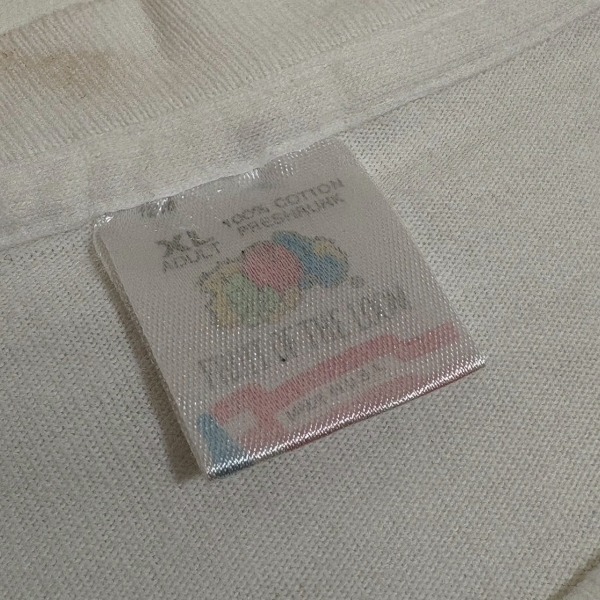 XL
ADULT
100% COTTON
PRESHRUNK
®
FRUIT OF THE LOOM